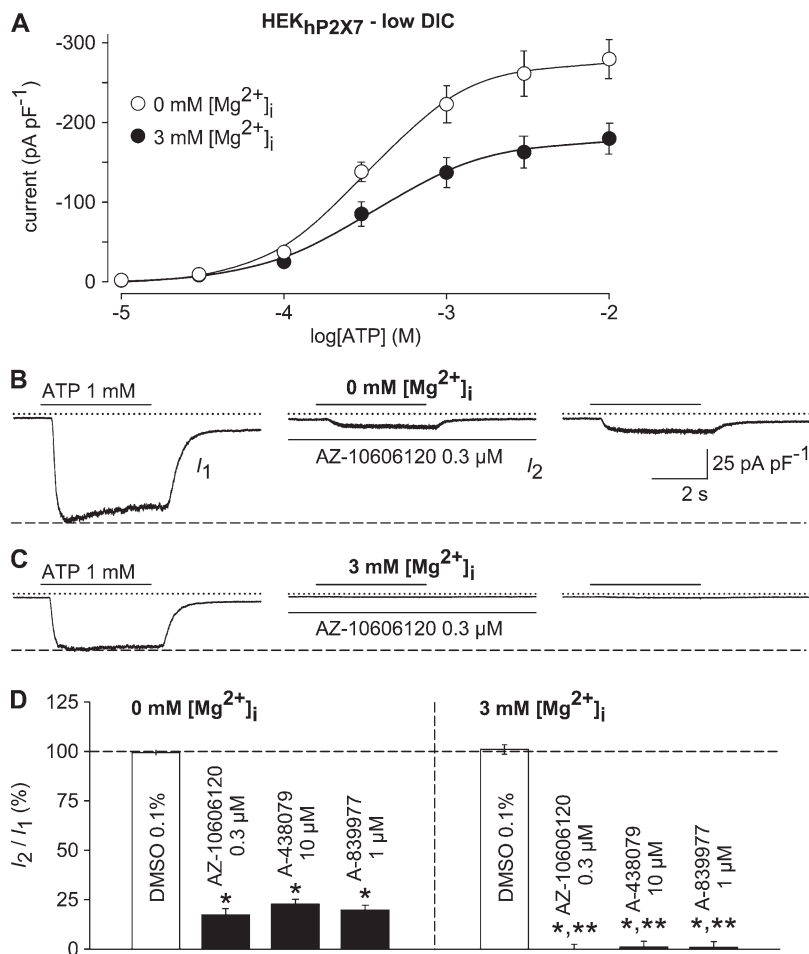 A
HEKhP2X7 - low DIC
current (pA pF-1)
-300
-200
-100
0
0 mM [Mg2+]i
3 mM [Mg2+]i
-5
-4
-3
-2
log[ATP] (M)
B
ATP 1 mM
0 mM [Mg2+]i
I1
AZ-10606120 0.3 µM
I2
25 pA pF-1
2 s
C
ATP 1 mM
3 mM [Mg2+]i
AZ-10606120 0.3 µM
D
I2 / I1 (%)
125
100
75
50
25
0
0 mM [Mg2+]i
3 mM [Mg2+]i
DMSO 0.1%
AZ-10606120
0.3 µM
*
A-438079
10 µM
*
A-839977
1 µM
*
DMSO 0.1%
AZ-10606120
0.3 µM
*,**
A-438079
10 µM
*,**
A-839977
1 µM
*,**